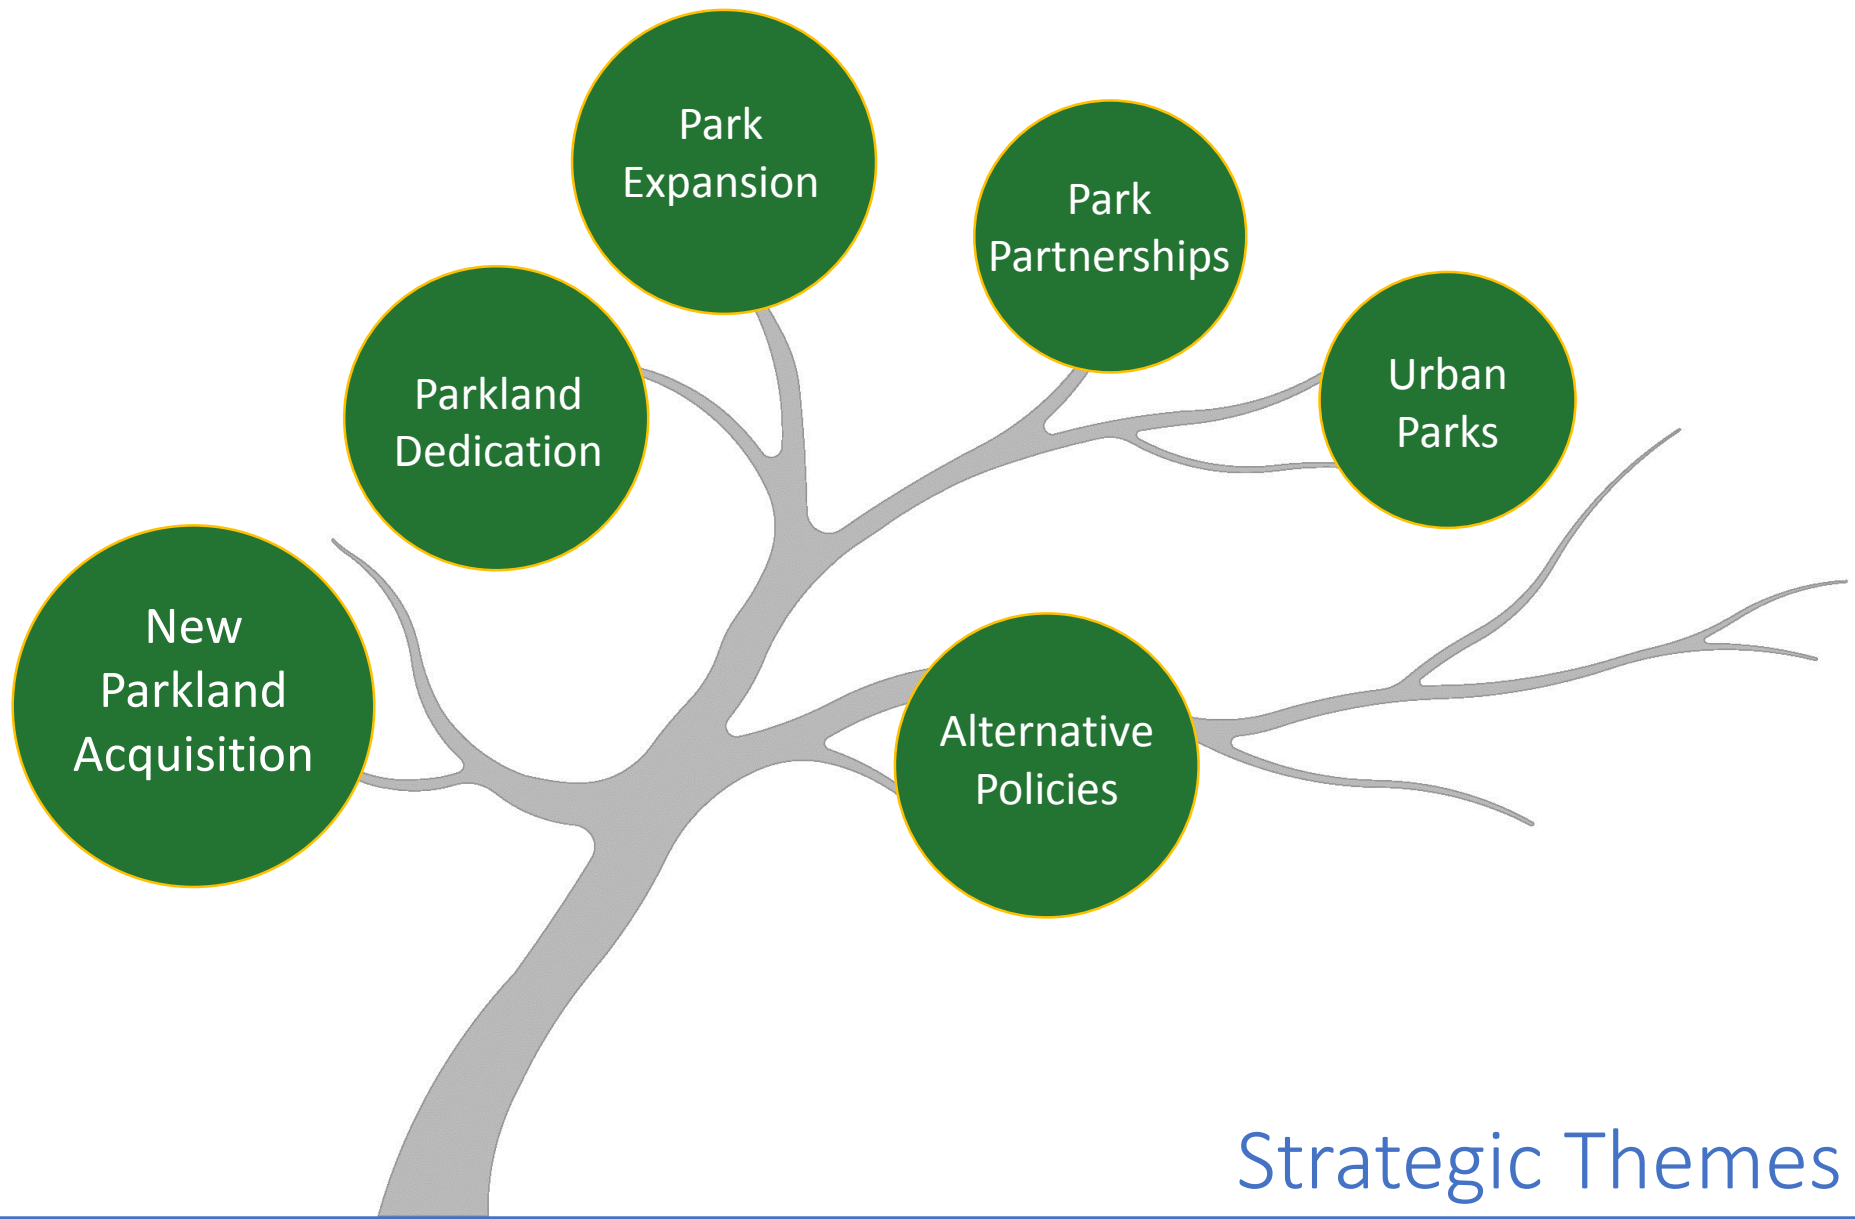 Park
Expansion
Park
Partnerships
Parkland
Dedication
Urban
Parks
New
Parkland
Acquisition
Alternative
Policies
Strategic Themes